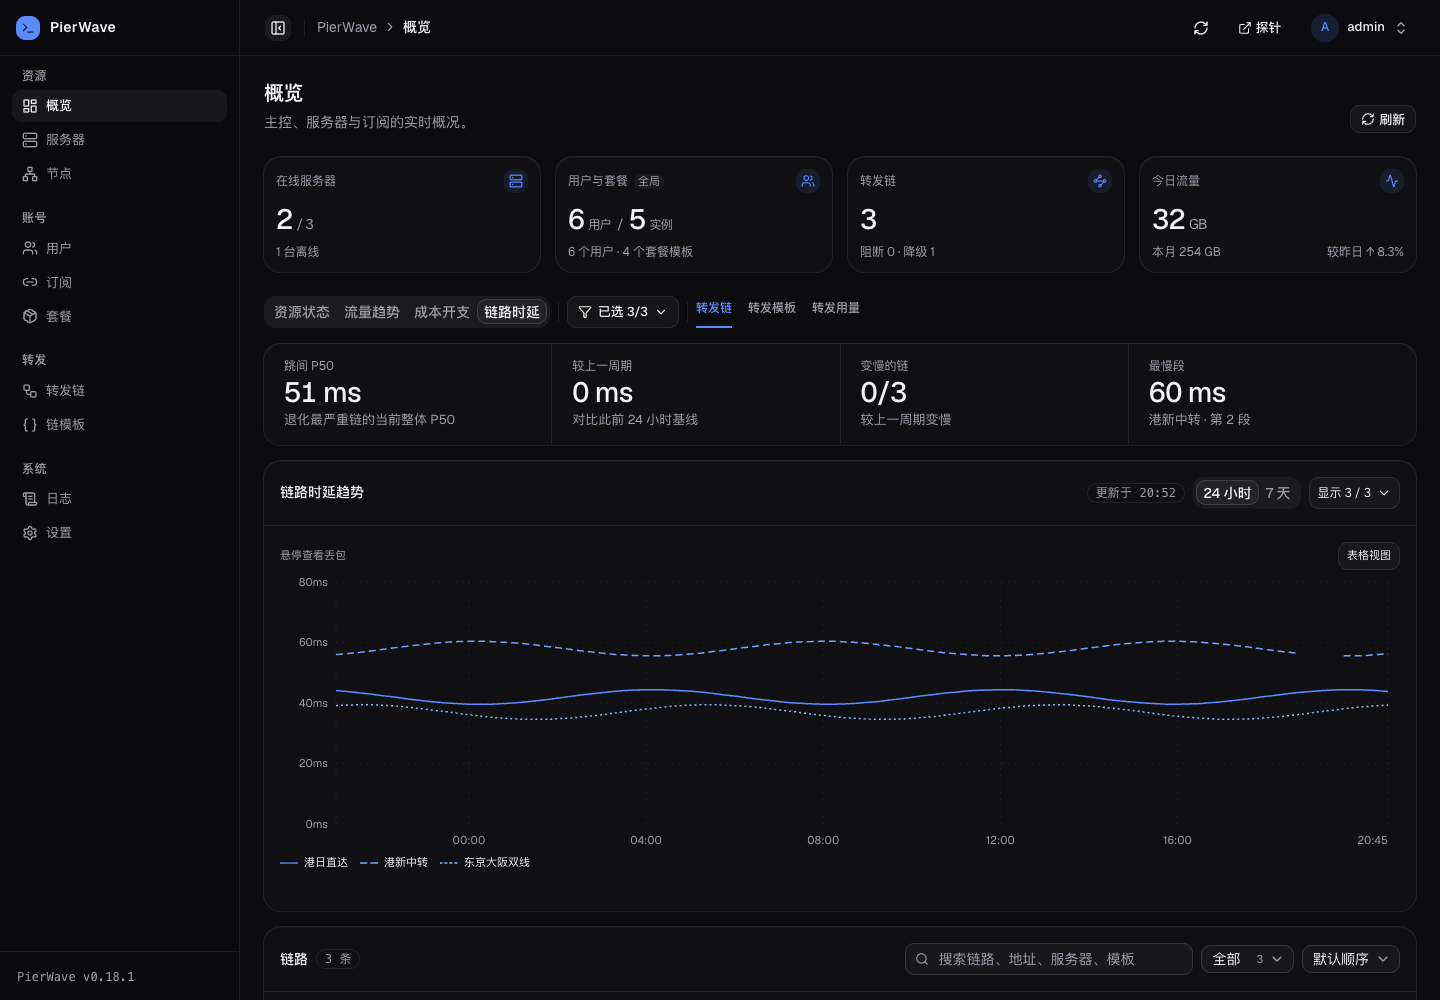 PierWave
PierWave > 概览
探针
A
admin
资源
概览
服务器
节点
账号
用户
订阅
套餐
转发
转发链
链模板
系统
日志
设置
PierWave v0.18.1
概览
主控、服务器与订阅的实时概况。
刷新
在线服务器
2 / 3
1 台离线
用户与套餐 全局
6 用户 / 5 实例
6 个用户 · 4 个套餐模板
转发链
3
阻断 0 · 降级 1
今日流量
32 GB
本月 254 GB
较昨日 ↑ 8.3%
资源状态 流量趋势 成本开支 链路时延
已选 3/3
转发链 转发模板 转发用量
跳间 P50
51 ms
退化最严重链的当前整体 P50
较上一周期
0 ms
对比此前 24 小时基线
变慢的链
0/3
较上一周期变慢
最慢段
60 ms
港新中转 · 第 2 段
链路时延趋势
更新于 20:52
24 小时 7 天
显示 3 / 3
悬停查看丢包
表格视图
80ms
60ms
40ms
20ms
0ms
00:00 04:00 08:00 12:00 16:00 20:45
港日直达 港新中转 东京大阪双线
链路 3 条
搜索链路、地址、服务器、模板
全部 3
默认顺序